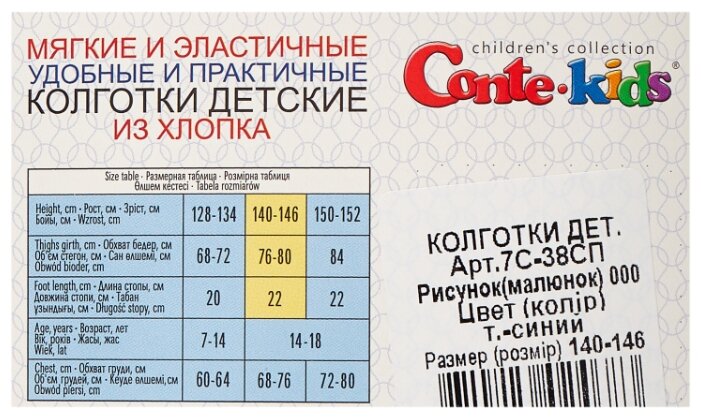 МЯГКИЕ И ЭЛАСТИЧНЫЕ
УДОБНЫЕ И ПРАКТИЧНЫЕ
КОЛГОТКИ ДЕТСКИЕ
ИЗ ХЛОПКА
children's collection
Conte·kids®
Size table · Размерная таблица · Розмірна таблиця
Өлшем кестесі · Tabela rozmiarów
Height, cm · Рост, см · Зріст, см
Бойы, см · Wzrost, cm
128-134 140-146 150-152
Thighs girth, cm · Обхват бедер, см
Об'єм стегон, см · Сан өлшемі, см
Obwód bioder, cm
68-72 76-80 84
Foot length, cm · Длина стопы, см
Довжина стопи, см · Табан
ұзындығы, см · Długość stopy, cm
20 22 22
Age, years · Возраст, лет
Вік, років · Жасы, жас
Wiek, lat
7-14 14-18
Chest, cm · Обхват груди, см
Об'єм грудей, см · Кеуде өлшемі, см
Obwód piersi, cm
60-64 68-76 72-80
КОЛГОТКИ ДЕТ.
Арт.7С-38СП
Рисунок(малюнок) 000
Цвет (колір)
т.-синий
Размер (розмір) 140-146